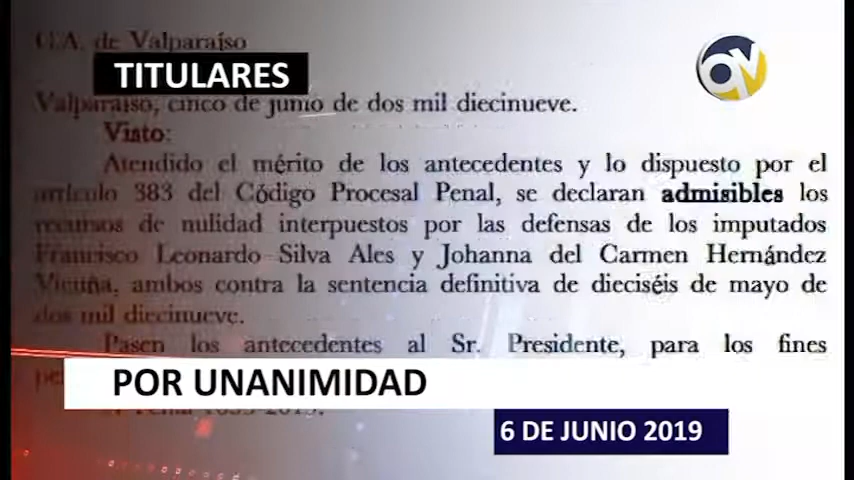 C.A. de Valparaíso
TITULARES
Valparaíso, cinco de junio de dos mil diecinueve.
Visto:
Atendido el mérito de los antecedentes y lo dispuesto por el
artículo 383 del Código Procesal Penal, se declaran admisibles los
recursos de nulidad interpuestos por las defensas de los imputados
Francisco Leonardo Silva Ales y Johanna del Carmen Hernández
Vicuña, ambos contra la sentencia definitiva de dieciséis de mayo de
dos mil diecinueve.
Pasen los antecedentes al Sr. Presidente, para los fines
POR UNANIMIDAD
6 DE JUNIO 2019